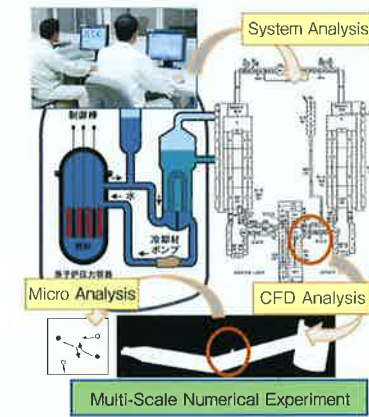 System Analysis
制御棒
水
冷却材
ポンプ
原子炉圧力容器
Micro Analysis
CFD Analysis
Multi-Scale Numerical Experiment